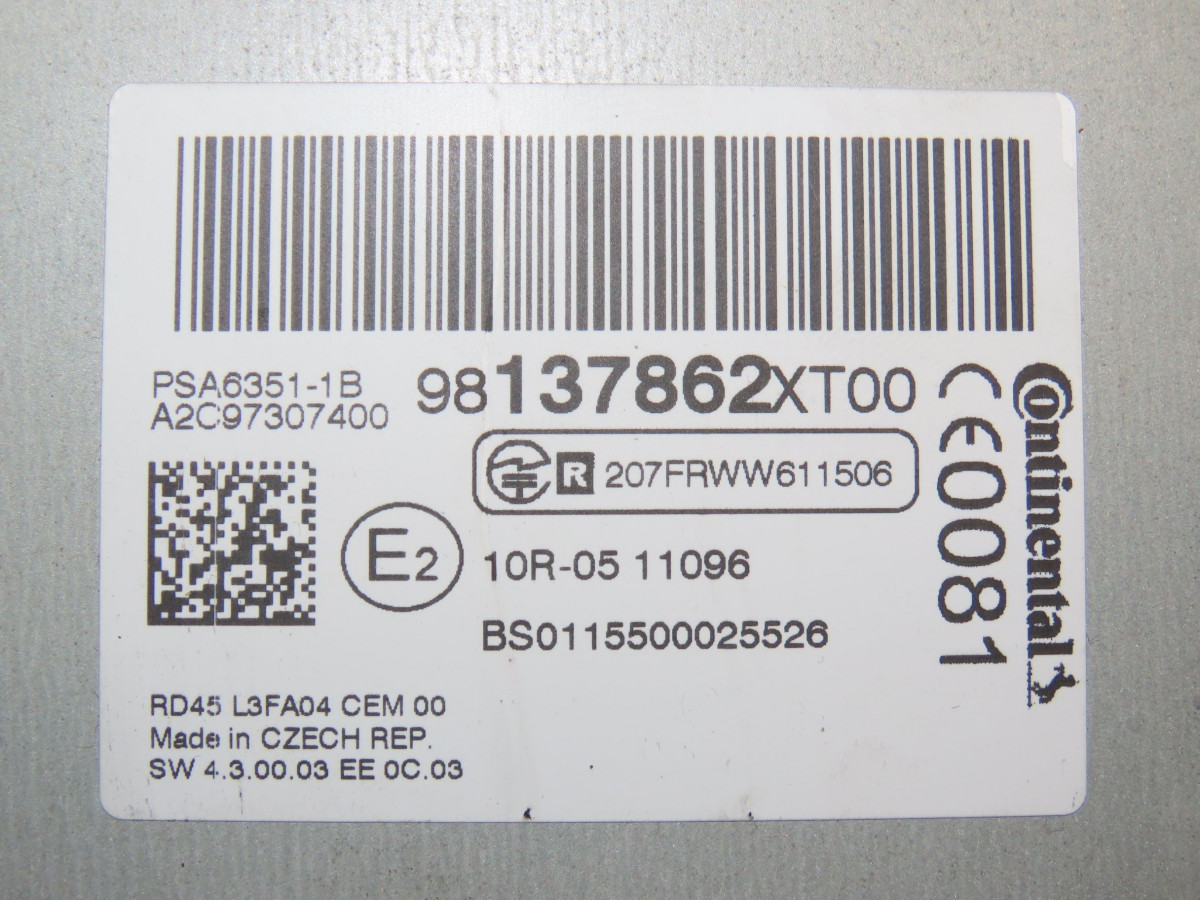 PSA6351-1B
A2C97307400
98137862XT00
R 207FRWW611506
E2
10R-05 11096
BS0115500025526
RD45 L3FA04 CEM 00
Made in CZECH REP.
SW 4.3.00.03 EE 0C.03
CE0081
Continental